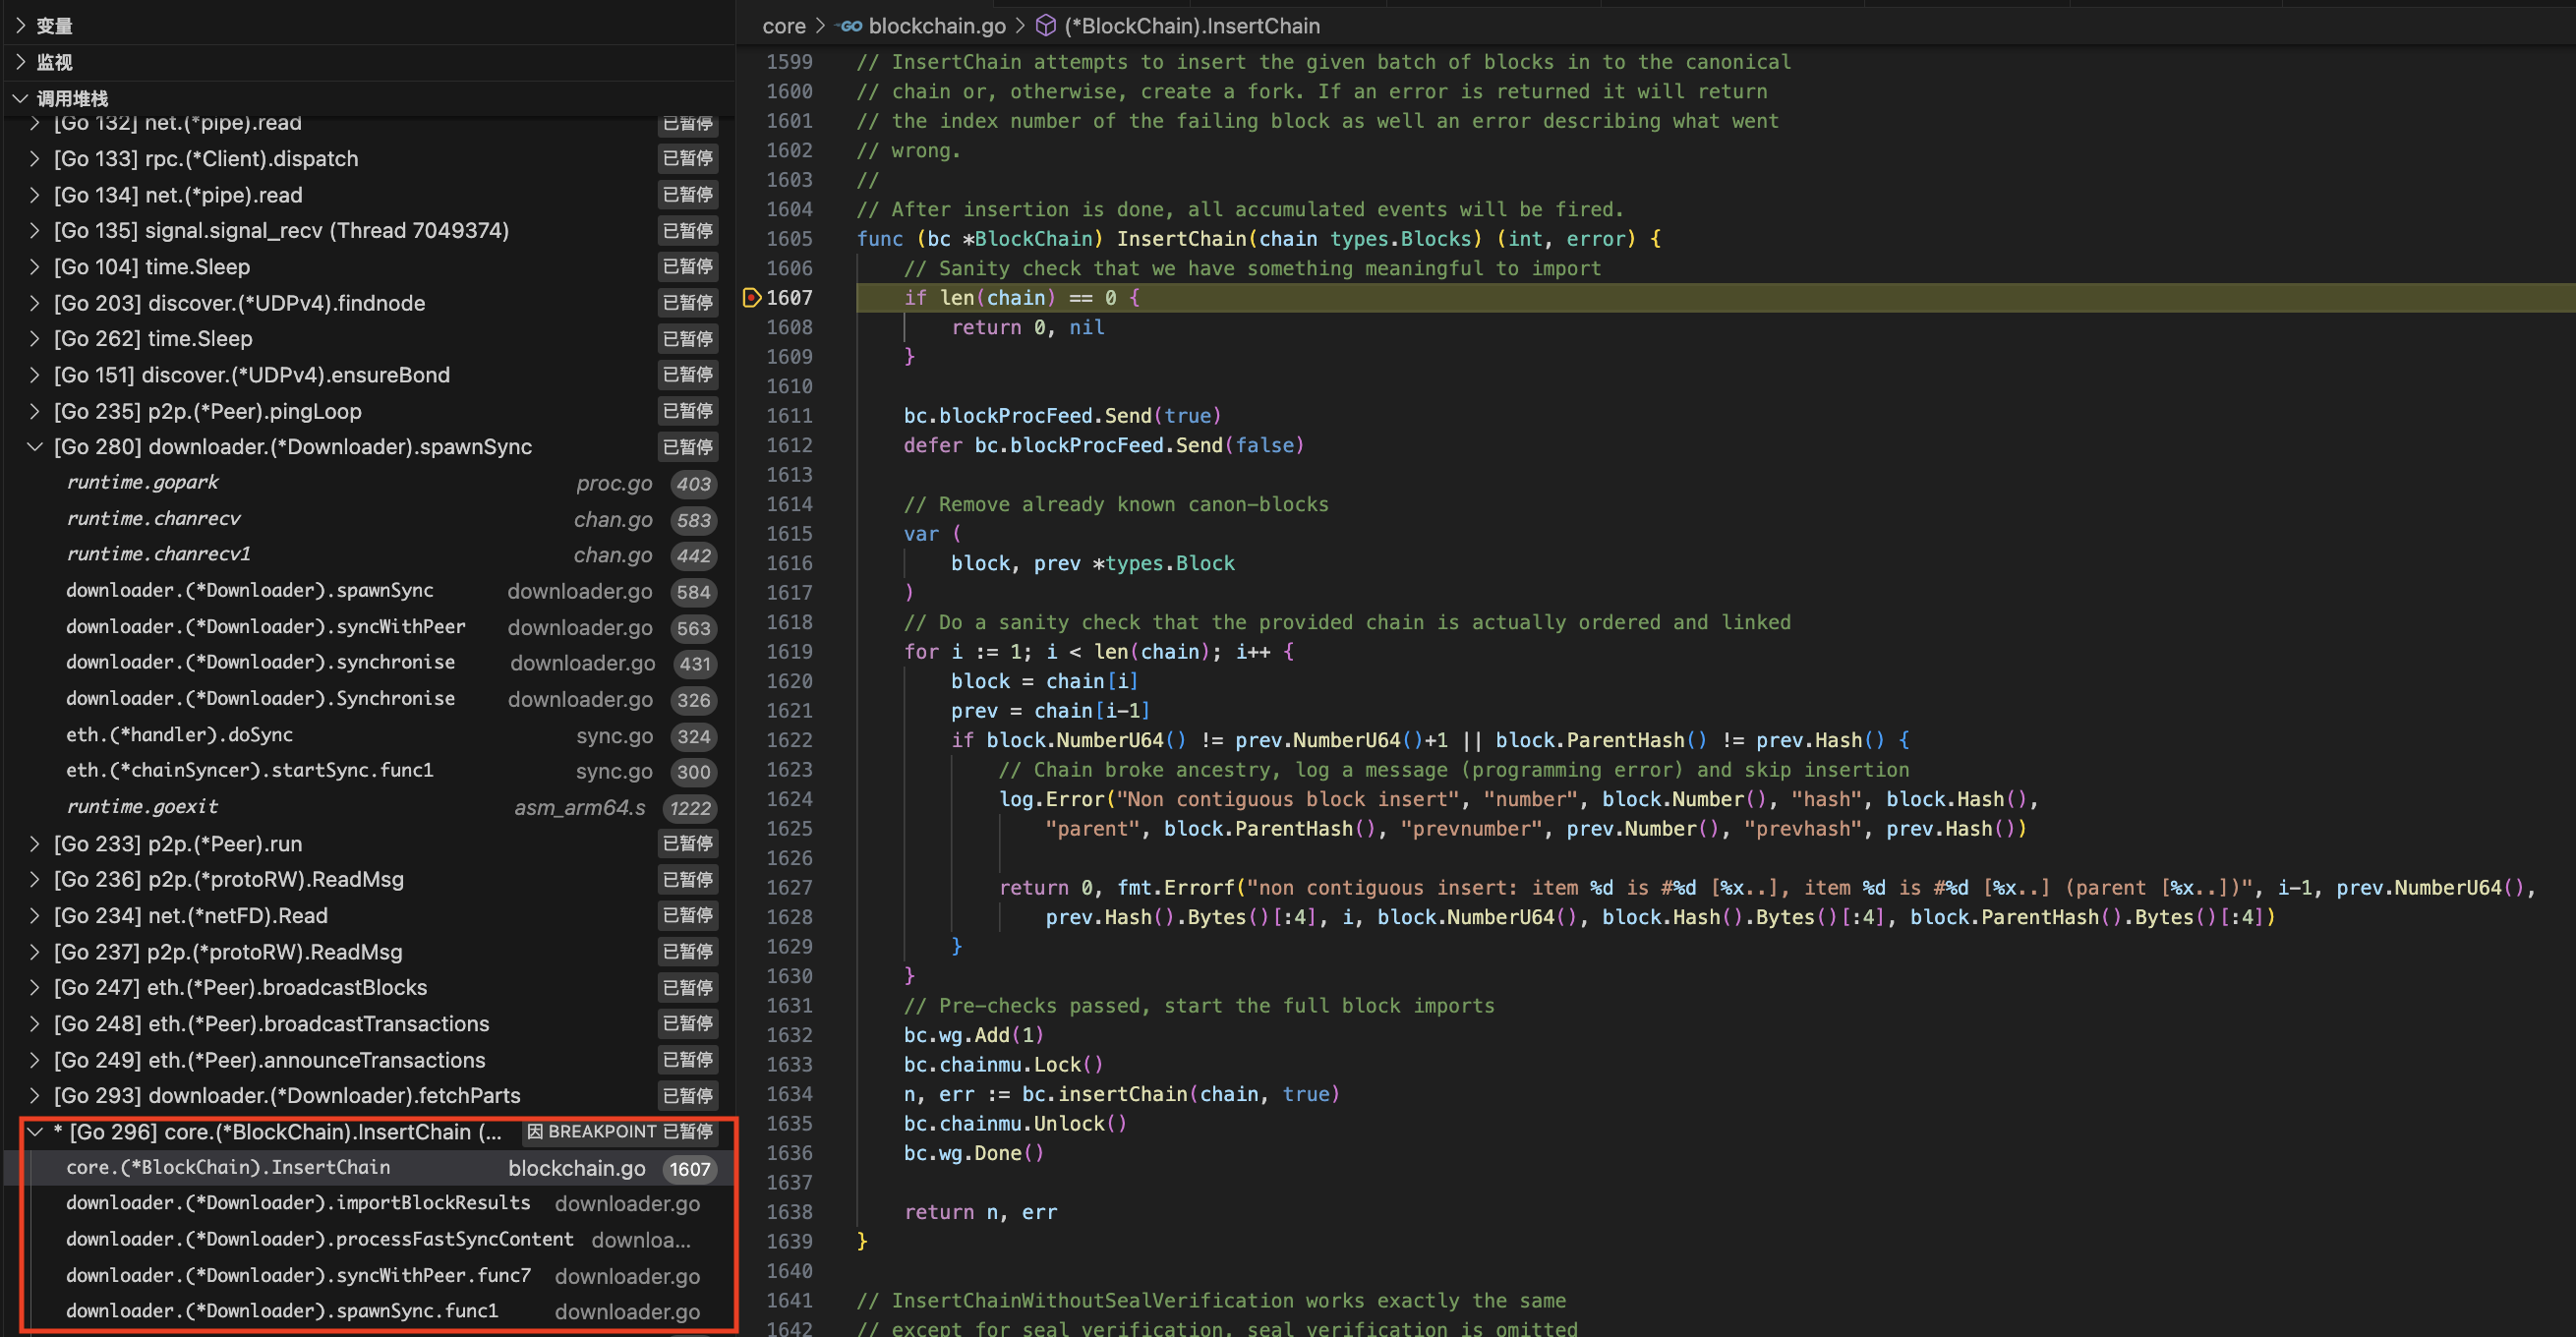 变量
监视
调用堆栈
[Go 132] net.(*pipe).read 已暂停
[Go 133] rpc.(*Client).dispatch 已暂停
[Go 134] net.(*pipe).read 已暂停
[Go 135] signal.signal_recv (Thread 7049374) 已暂停
[Go 104] time.Sleep 已暂停
[Go 203] discover.(*UDPv4).findnode 已暂停
[Go 262] time.Sleep 已暂停
[Go 151] discover.(*UDPv4).ensureBond 已暂停
[Go 235] p2p.(*Peer).pingLoop 已暂停
[Go 280] downloader.(*Downloader).spawnSync 已暂停
runtime.gopark proc.go 403
runtime.chanrecv chan.go 583
runtime.chanrecv1 chan.go 442
downloader.(*Downloader).spawnSync downloader.go 584
downloader.(*Downloader).syncWithPeer downloader.go 563
downloader.(*Downloader).synchronise downloader.go 431
downloader.(*Downloader).Synchronise downloader.go 326
eth.(*handler).doSync sync.go 324
eth.(*chainSyncer).startSync.func1 sync.go 300
runtime.goexit asm_arm64.s 1222
[Go 233] p2p.(*Peer).run 已暂停
[Go 236] p2p.(*protoRW).ReadMsg 已暂停
[Go 234] net.(*netFD).Read 已暂停
[Go 237] p2p.(*protoRW).ReadMsg 已暂停
[Go 247] eth.(*Peer).broadcastBlocks 已暂停
[Go 248] eth.(*Peer).broadcastTransactions 已暂停
[Go 249] eth.(*Peer).announceTransactions 已暂停
[Go 293] downloader.(*Downloader).fetchParts 已暂停
* [Go 296] core.(*BlockChain).InsertChain (... 因 BREAKPOINT 已暂停
core.(*BlockChain).InsertChain blockchain.go 1607
downloader.(*Downloader).importBlockResults downloader.go
downloader.(*Downloader).processFastSyncContent downloa...
downloader.(*Downloader).syncWithPeer.func7 downloader.go
downloader.(*Downloader).spawnSync.func1 downloader.go
core > GO blockchain.go > (*BlockChain).InsertChain
1599 // InsertChain attempts to insert the given batch of blocks in to the canonical
1600 // chain or, otherwise, create a fork. If an error is returned it will return
1601 // the index number of the failing block as well an error describing what went
1602 // wrong.
1603 //
1604 // After insertion is done, all accumulated events will be fired.
1605 func (bc *BlockChain) InsertChain(chain types.Blocks) (int, error) {
1606 // Sanity check that we have something meaningful to import
1607 if len(chain) == 0 {
1608 return 0, nil
1609 }
1610
1611 bc.blockProcFeed.Send(true)
1612 defer bc.blockProcFeed.Send(false)
1613
1614 // Remove already known canon-blocks
1615 var (
1616 block, prev *types.Block
1617 )
1618 // Do a sanity check that the provided chain is actually ordered and linked
1619 for i := 1; i < len(chain); i++ {
1620 block = chain[i]
1621 prev = chain[i-1]
1622 if block.NumberU64() != prev.NumberU64()+1 || block.ParentHash() != prev.Hash() {
1623 // Chain broke ancestry, log a message (programming error) and skip insertion
1624 log.Error("Non contiguous block insert", "number", block.Number(), "hash", block.Hash(),
1625 "parent", block.ParentHash(), "prevnumber", prev.Number(), "prevhash", prev.Hash())
1626
1627 return 0, fmt.Errorf("non contiguous insert: item %d is #%d [%x..], item %d is #%d [%x..] (parent [%x..])", i-1, prev.NumberU64(),
1628 prev.Hash().Bytes()[:4], i, block.NumberU64(), block.Hash().Bytes()[:4], block.ParentHash().Bytes()[:4])
1629 }
1630 }
1631 // Pre-checks passed, start the full block imports
1632 bc.wg.Add(1)
1633 bc.chainmu.Lock()
1634 n, err := bc.insertChain(chain, true)
1635 bc.chainmu.Unlock()
1636 bc.wg.Done()
1637
1638 return n, err
1639 }
1640
1641 // InsertChainWithoutSealVerification works exactly the same
1642 // except for seal verification, seal verification is omitted